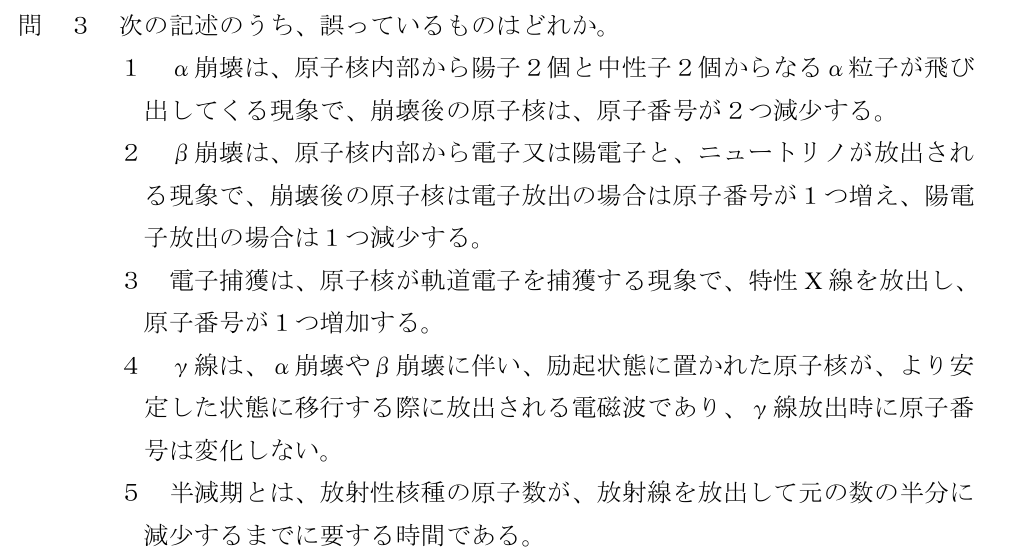 問　３　次の記述のうち、誤っているものはどれか。
１　α崩壊は、原子核内部から陽子２個と中性子２個からなるα粒子が飛び
出してくる現象で、崩壊後の原子核は、原子番号が２つ減少する。
２　β崩壊は、原子核内部から電子又は陽電子と、ニュートリノが放出され
る現象で、崩壊後の原子核は電子放出の場合は原子番号が１つ増え、陽電
子放出の場合は１つ減少する。
３　電子捕獲は、原子核が軌道電子を捕獲する現象で、特性X線を放出し、
原子番号が１つ増加する。
４　γ線は、α崩壊やβ崩壊に伴い、励起状態に置かれた原子核が、より安
定した状態に移行する際に放出される電磁波であり、γ線放出時に原子番
号は変化しない。
５　半減期とは、放射性核種の原子数が、放射線を放出して元の数の半分に
減少するまでに要する時間である。